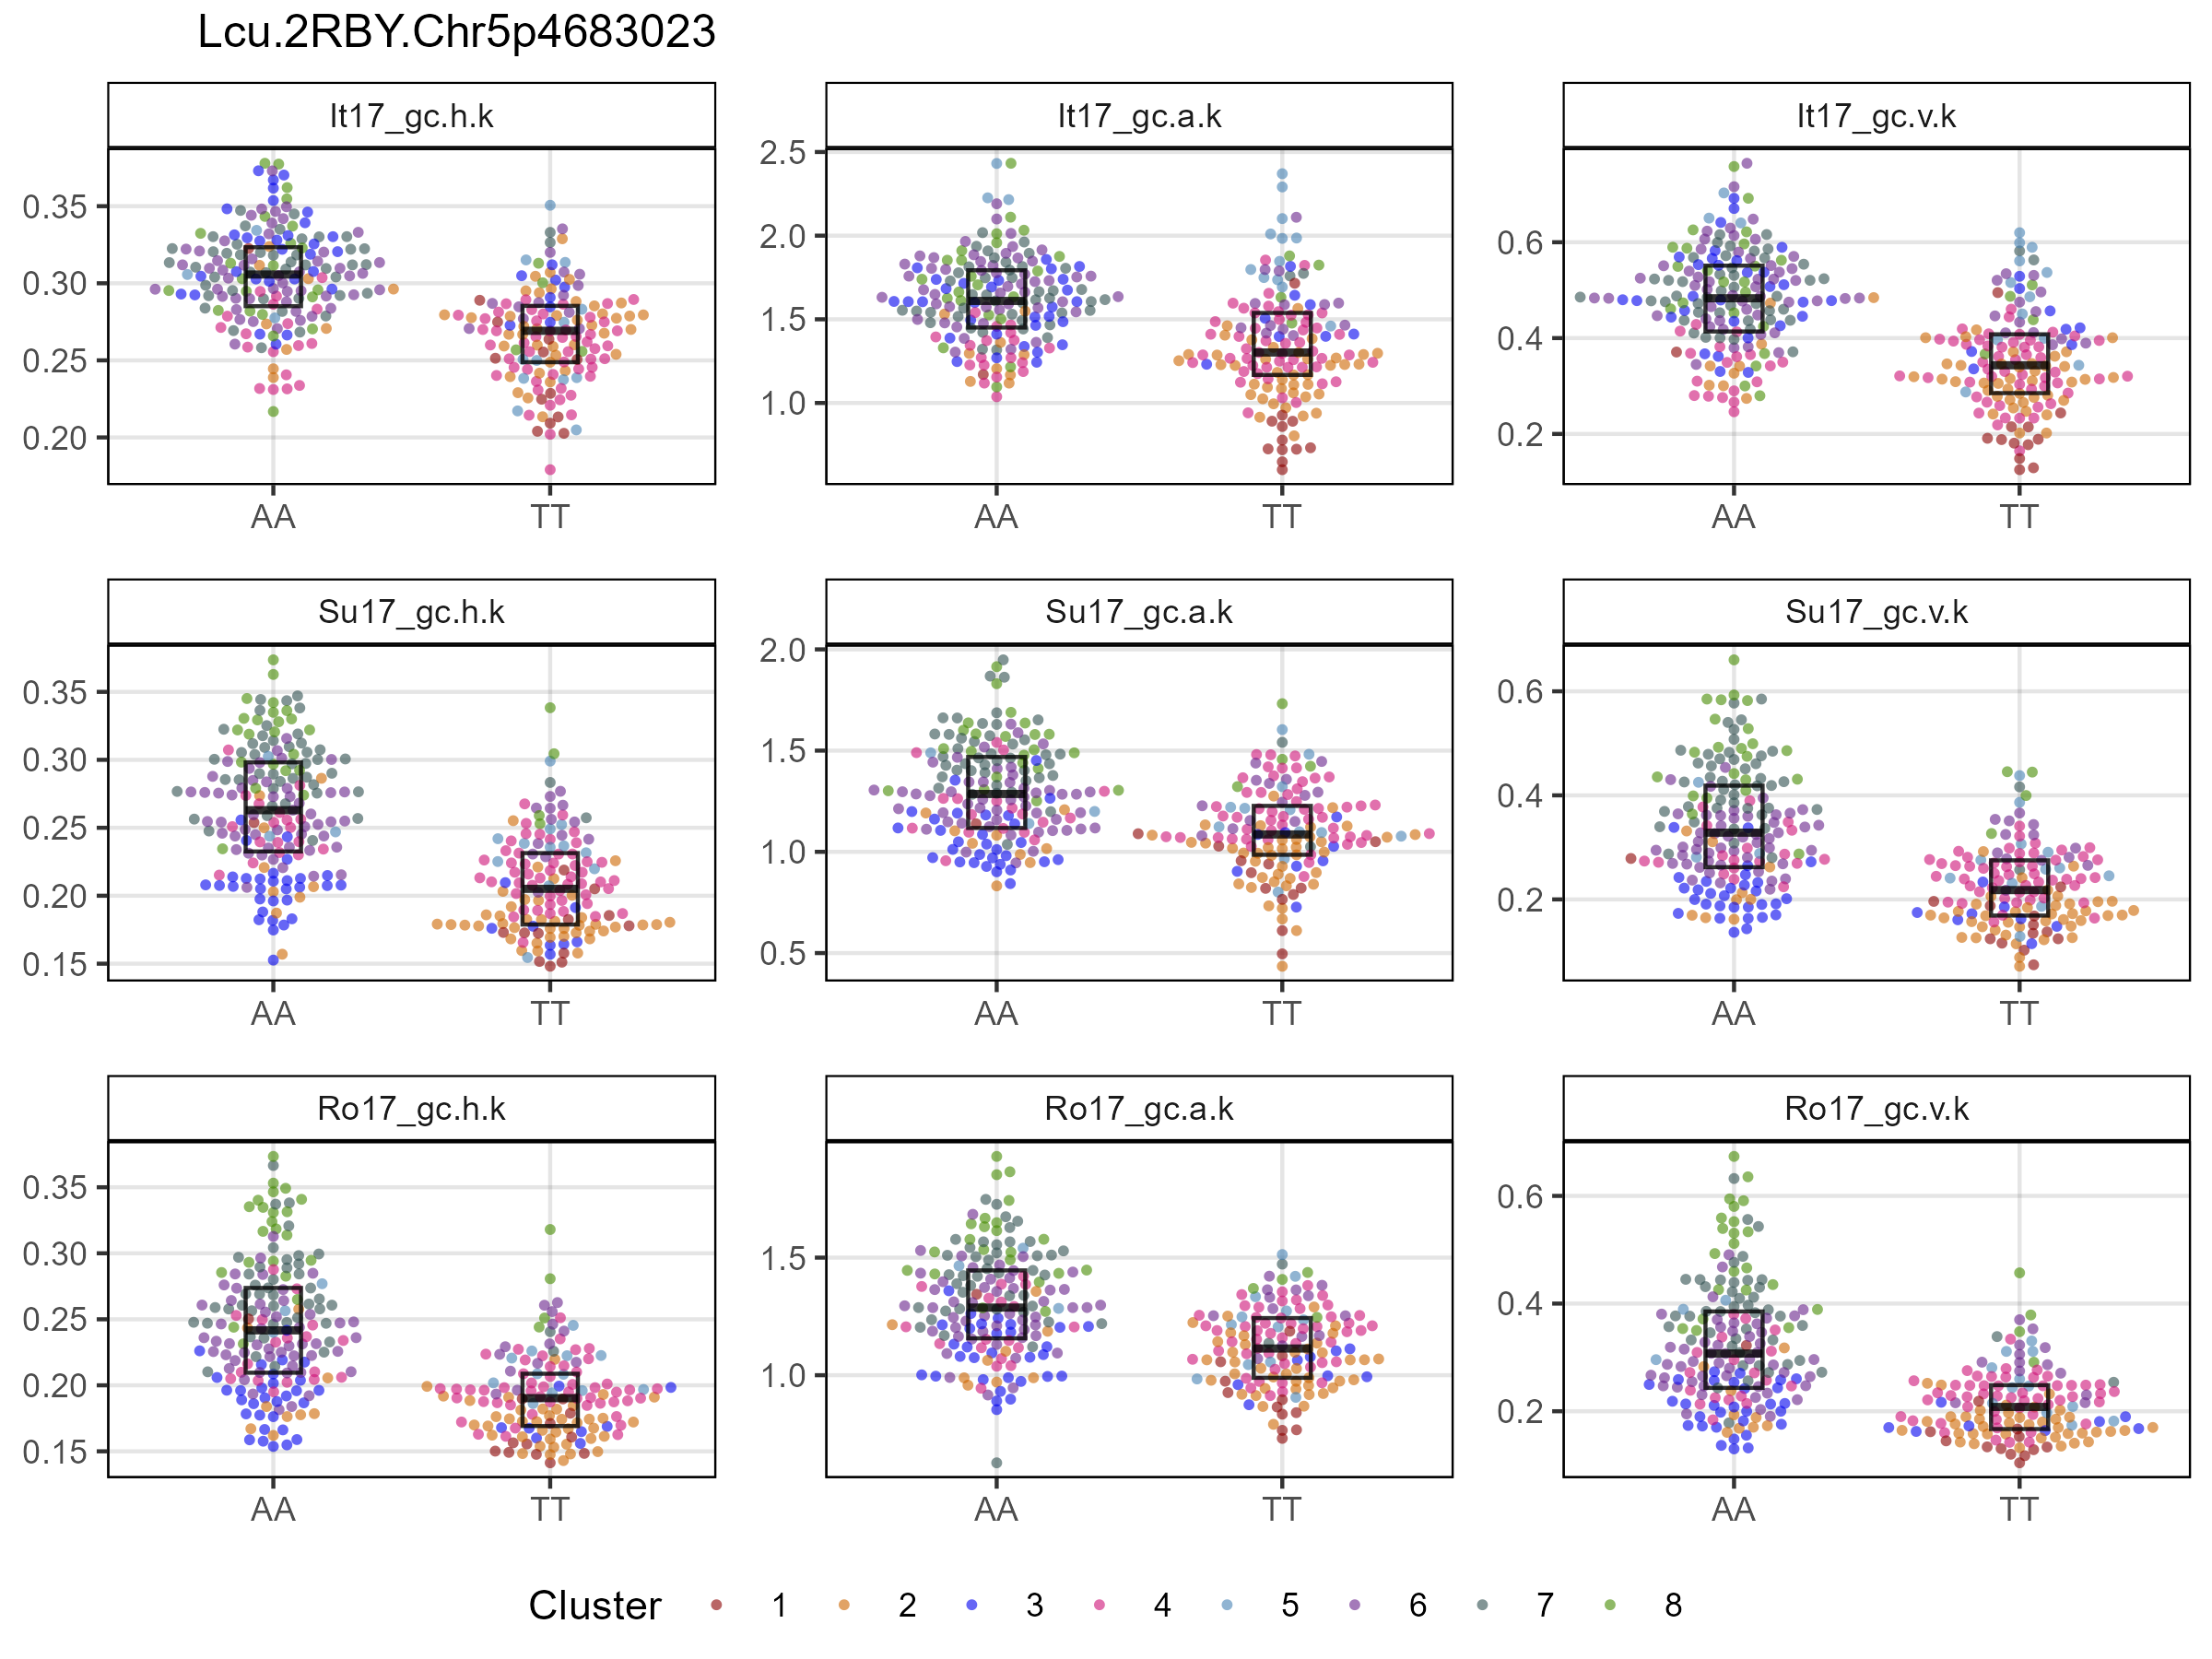 Lcu.2RBY.Chr5p4683023
It17_gc.h.k
It17_gc.a.k
It17_gc.v.k
0.35
0.30
0.25
0.20
2.5
2.0
1.5
1.0
0.6
0.4
0.2
AA TT
AA TT
AA TT
Su17_gc.h.k
Su17_gc.a.k
Su17_gc.v.k
0.35
0.30
0.25
0.20
0.15
2.0
1.5
1.0
0.5
0.6
0.4
0.2
AA TT
AA TT
AA TT
Ro17_gc.h.k
Ro17_gc.a.k
Ro17_gc.v.k
0.35
0.30
0.25
0.20
0.15
1.5
1.0
0.6
0.4
0.2
AA TT
AA TT
AA TT
Cluster 1 2 3 4 5 6 7 8